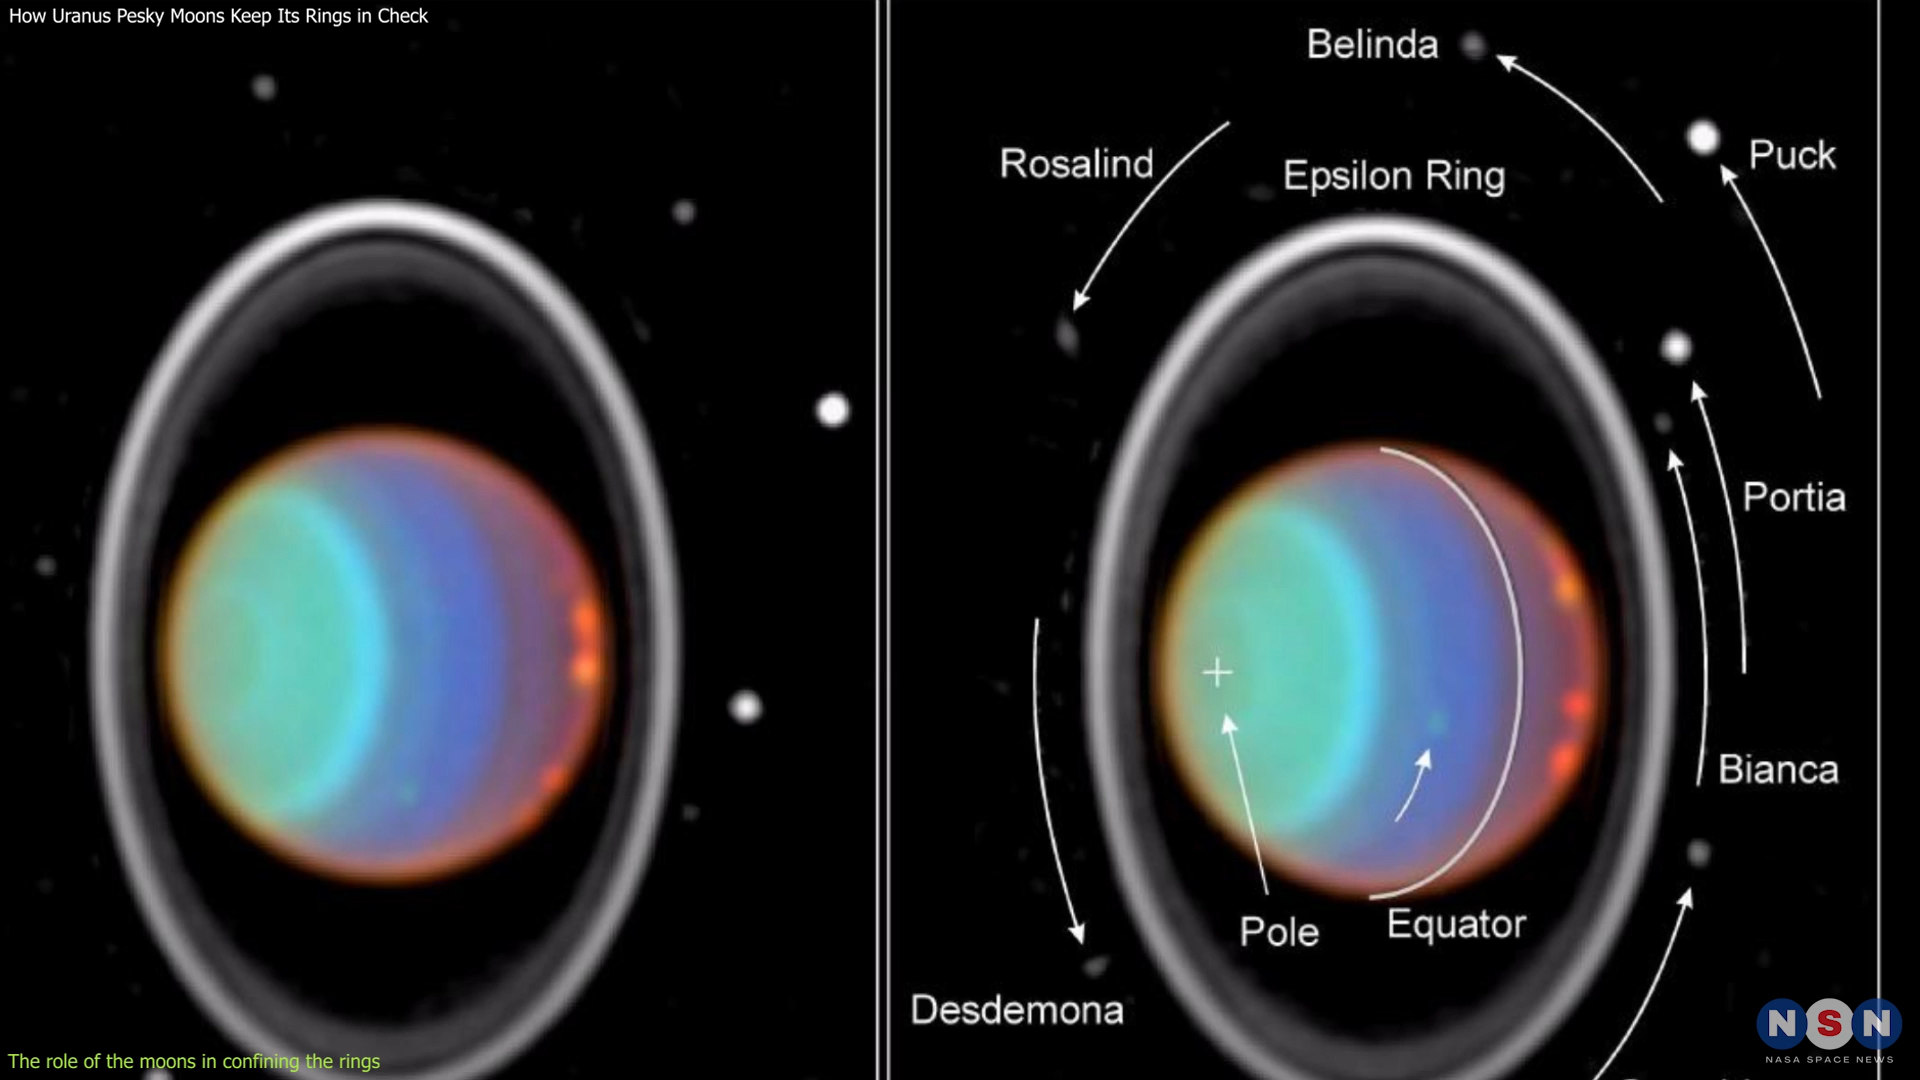 How Uranus Pesky Moons Keep Its Rings in Check
Belinda
Puck
Rosalind
Epsilon Ring
Portia
Bianca
Pole
Equator
Desdemona
The role of the moons in confining the rings
NSN
NASA SPACE NEWS